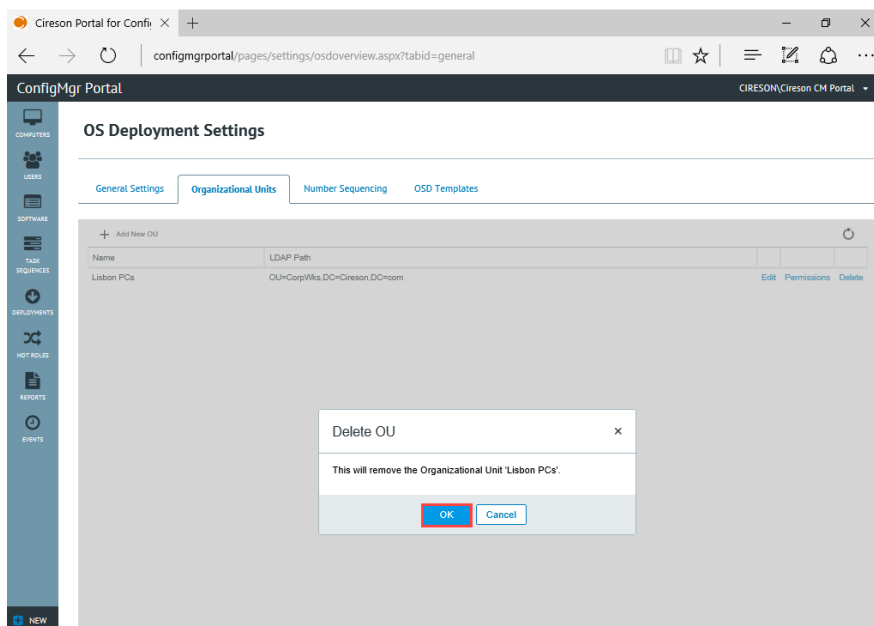 Cireson Portal for Config
configmgrportal/pages/settings/osdoverview.aspx?tabid=general
ConfigMgr Portal
CIRESON\Cireson CM Portal
COMPUTERS
USERS
SOFTWARE
TASK
SEQUENCES
DEPLOYMENTS
MDT ROLES
REPORTS
EVENTS
NEW
OS Deployment Settings
General Settings Organizational Units Number Sequencing OSD Templates
Add New OU
Name LDAP Path
Lisbon PCs OU=CorpWks,DC=Cireson,DC=com Edit Permissions Delete
Delete OU
This will remove the Organizational Unit 'Lisbon PCs'.
OK Cancel